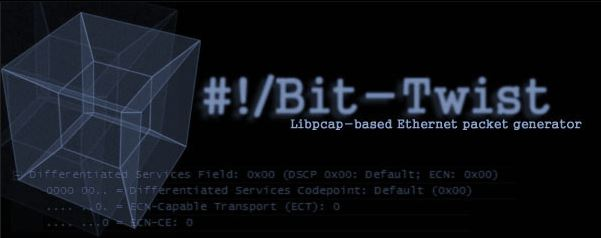 #!/Bit-Twist
Libpcap-based Ethernet packet generator
- Differentiated Services Field: 0x00 (DSCP 0x00: Default; ECN: 0x00)
0000 00.. = Differentiated Services Codepoint: Default (0x00)
.... ..0. = ECN-Capable Transport (ECT): 0
.... ...0 = ECN-CE: 0